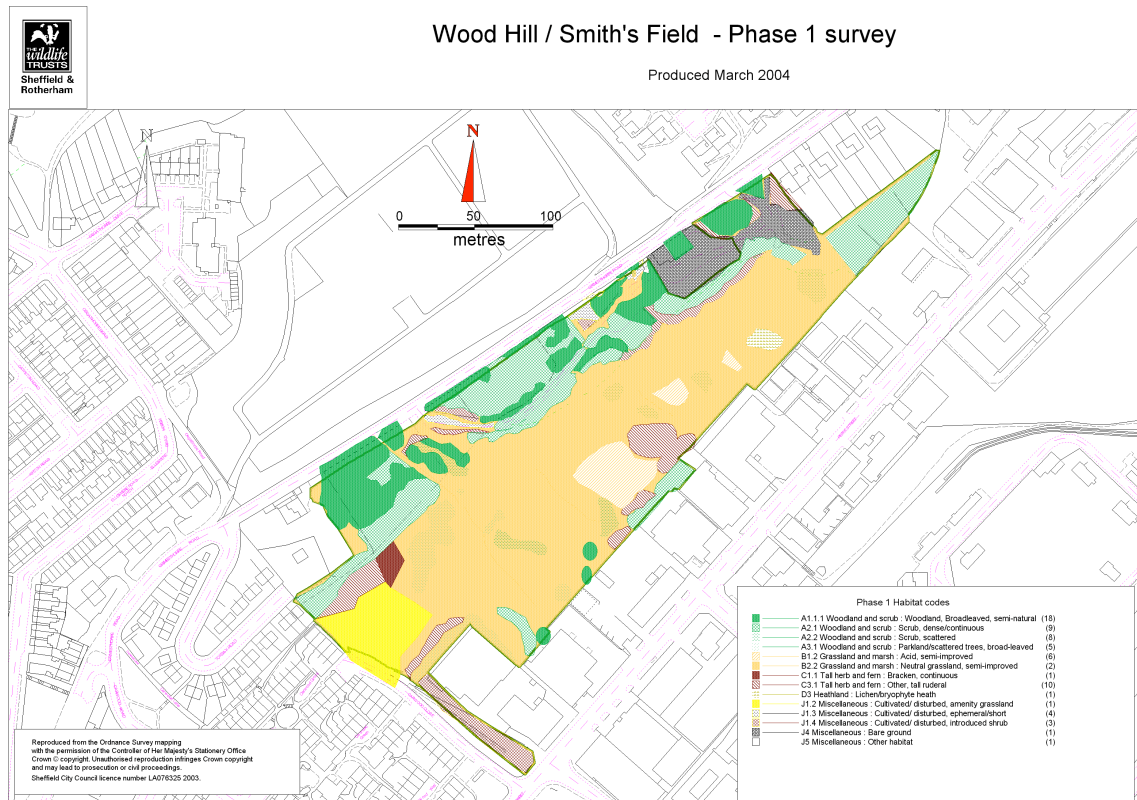 Wood Hill / Smith's Field - Phase 1 survey
Produced March 2004
THE
wildlife
TRUSTS
Sheffield &
Rotherham
N
N
0 50 100
metres
Phase 1 Habitat codes
A1.1.1 Woodland and scrub : Woodland, Broadleaved, semi-natural (18)
A2.1 Woodland and scrub : Scrub, dense/continuous (9)
A2.2 Woodland and scrub : Scrub, scattered (8)
A3.1 Woodland and scrub : Parkland/scattered trees, broad-leaved (5)
B1.2 Grassland and marsh : Acid, semi-improved (6)
B2.2 Grassland and marsh : Neutral grassland, semi-improved (2)
C1.1 Tall herb and fern : Bracken, continuous (1)
C3.1 Tall herb and fern : Other, tall ruderal (10)
D3 Heathland : Lichen/bryophyte heath (1)
J1.2 Miscellaneous : Cultivated/ disturbed, amenity grassland (1)
J1.3 Miscellaneous : Cultivated/ disturbed, ephemeral/short (4)
J1.4 Miscellaneous : Cultivated/ disturbed, introduced shrub (3)
J4 Miscellaneous : Bare ground (1)
J5 Miscellaneous : Other habitat (1)
Reproduced from the Ordnance Survey mapping
with the permission of the Controller of Her Majesty's Stationery Office
Crown © copyright. Unauthorised reproduction infringes Crown copyright
and may lead to prosecution or civil proceedings.
Sheffield City Council licence number LA076325 2003.